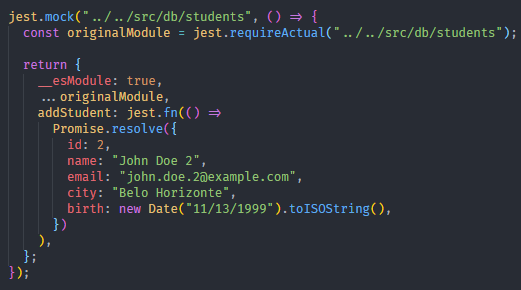 jest.mock("../../src/db/students", () => {
  const originalModule = jest.requireActual("../../src/db/students");

  return {
    __esModule: true,
    ...originalModule,
    addStudent: jest.fn(() =>
      Promise.resolve({
        id: 2,
        name: "John Doe 2",
        email: "john.doe.2@example.com",
        city: "Belo Horizonte",
        birth: new Date("11/13/1999").toISOString(),
      })
    ),
  };
});